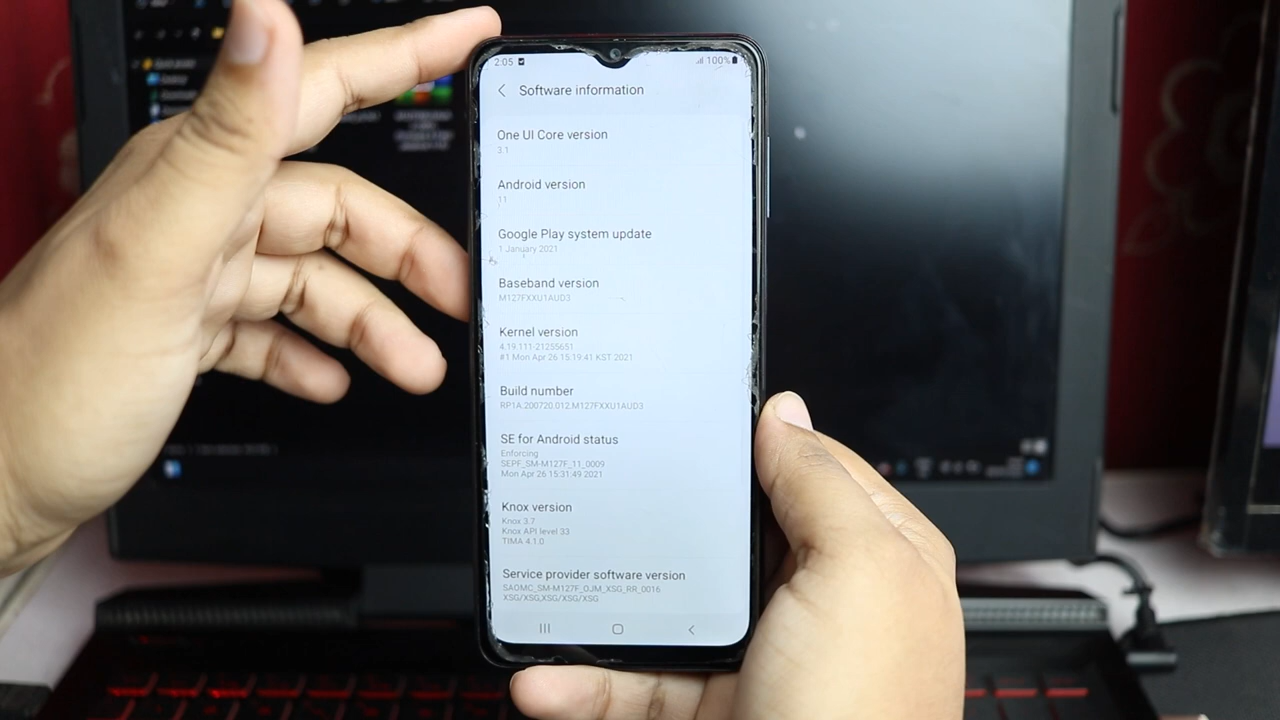 2:05
100%
Software information
One UI Core version
3.1
Android version
11
Google Play system update
1 January 2021
Baseband version
M127FXXU1AUD3
Kernel version
4.19.111-21255651
#1 Mon Apr 26 15:19:41 KST 2021
Build number
RP1A.200720.012.M127FXXU1AUD3
SE for Android status
Enforcing
SEPF_SM-M127F_11_0009
Mon Apr 26 15:31:49 2021
Knox version
Knox 3.7
Knox API level 33
TIMA 4.1.0
Service provider software version
SAOMC_SM-M127F_OJM_XSG_RR_0016
XSG/XSG,XSG/XSG/XSG